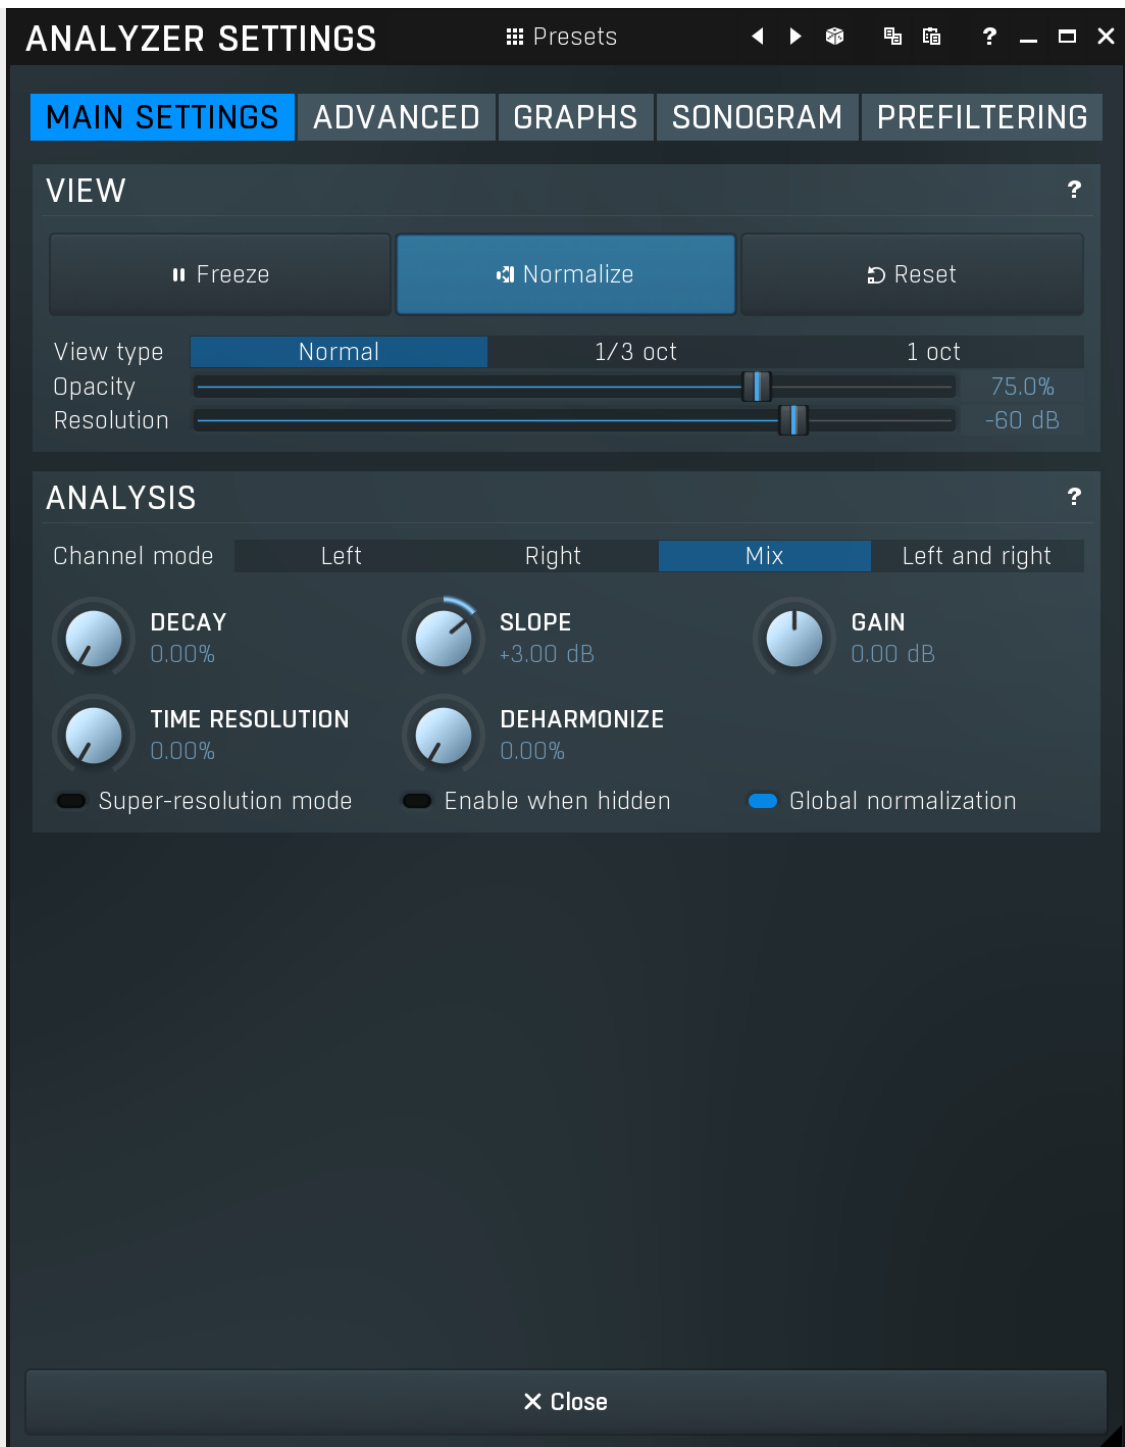 ANALYZER SETTINGS Presets ?
MAIN SETTINGS ADVANCED GRAPHS SONOGRAM PREFILTERING
VIEW ?
Freeze Normalize Reset
View type Normal 1/3 oct 1 oct
Opacity 75.0%
Resolution -60 dB
ANALYSIS ?
Channel mode Left Right Mix Left and right
DECAY SLOPE GAIN
0.00% +3.00 dB 0.00 dB
TIME RESOLUTION DEHARMONIZE
0.00% 0.00%
Super-resolution mode Enable when hidden Global normalization
Close